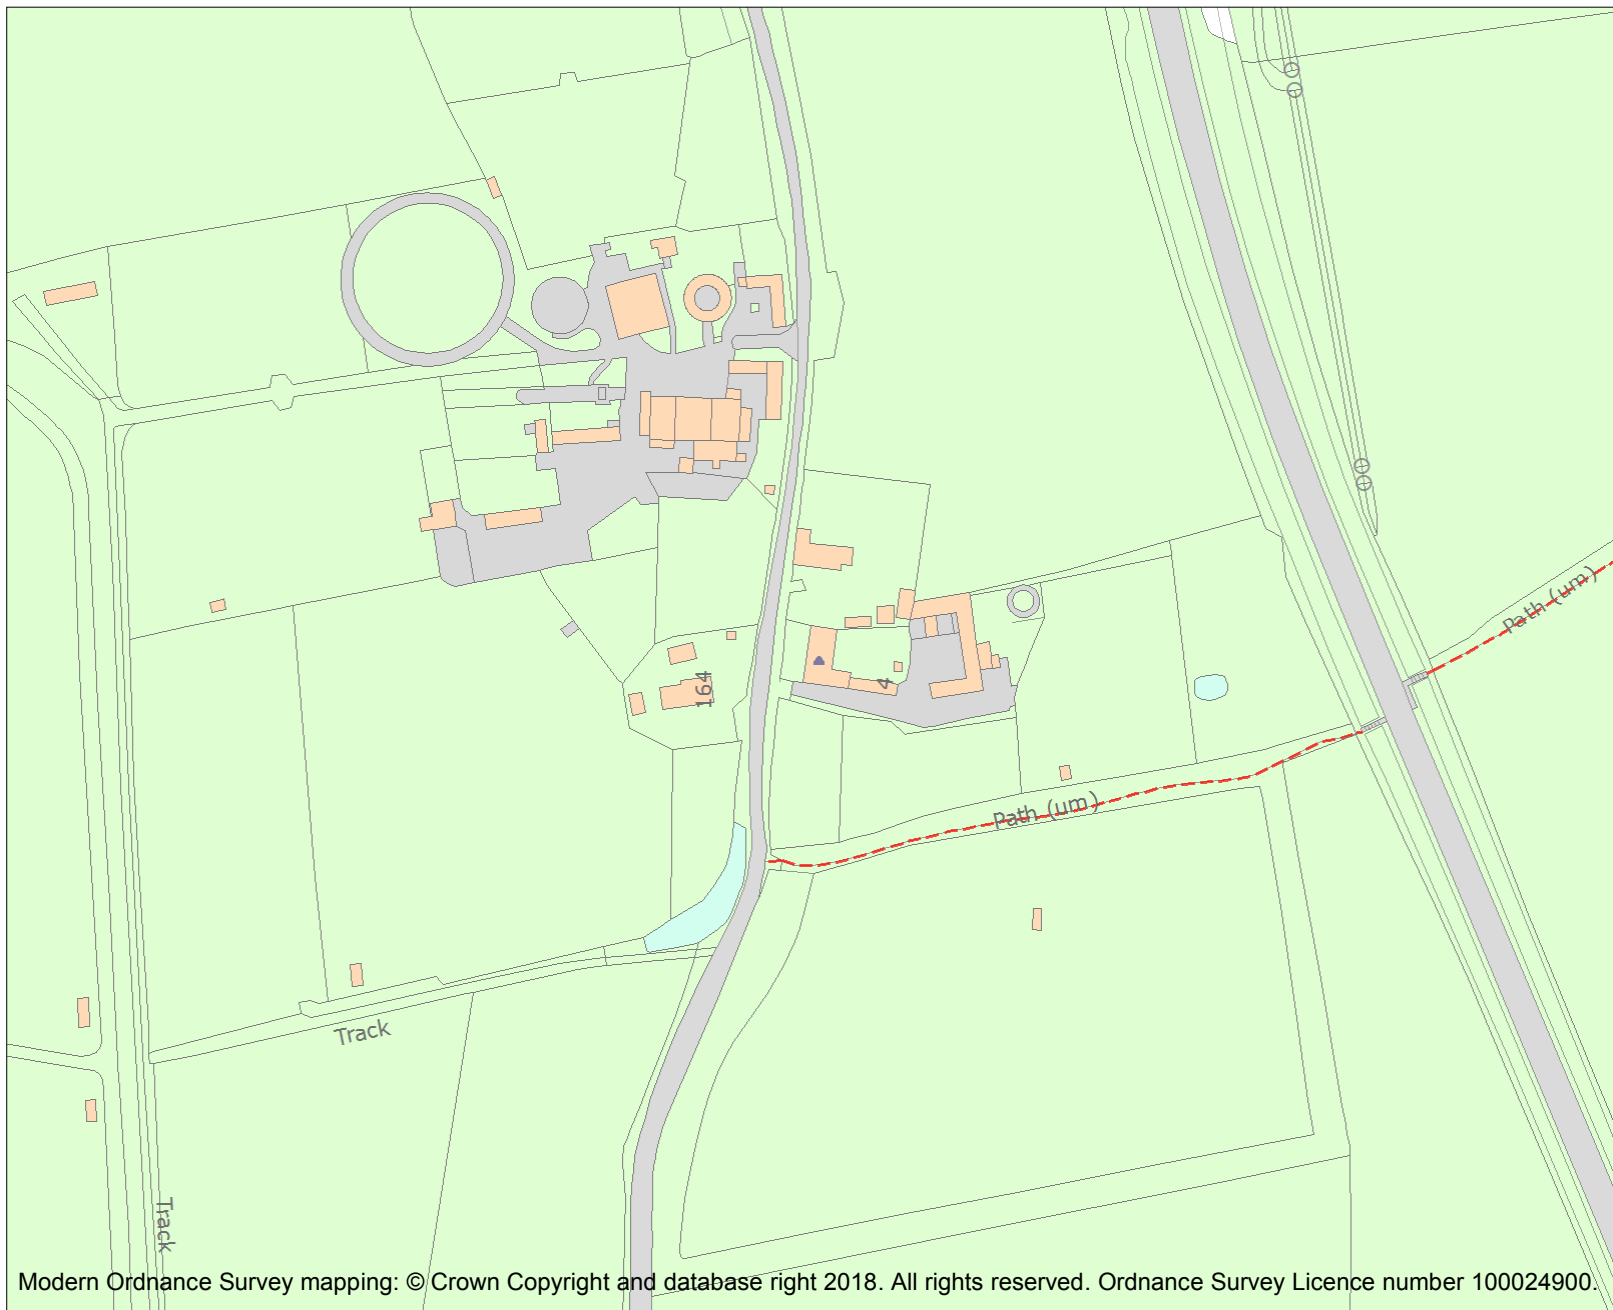 Path (um)
164
4
Path (um)
Track
Track
Modern Ordnance Survey mapping: © Crown Copyright and database right 2018. All rights reserved. Ordnance Survey Licence number 100024900.